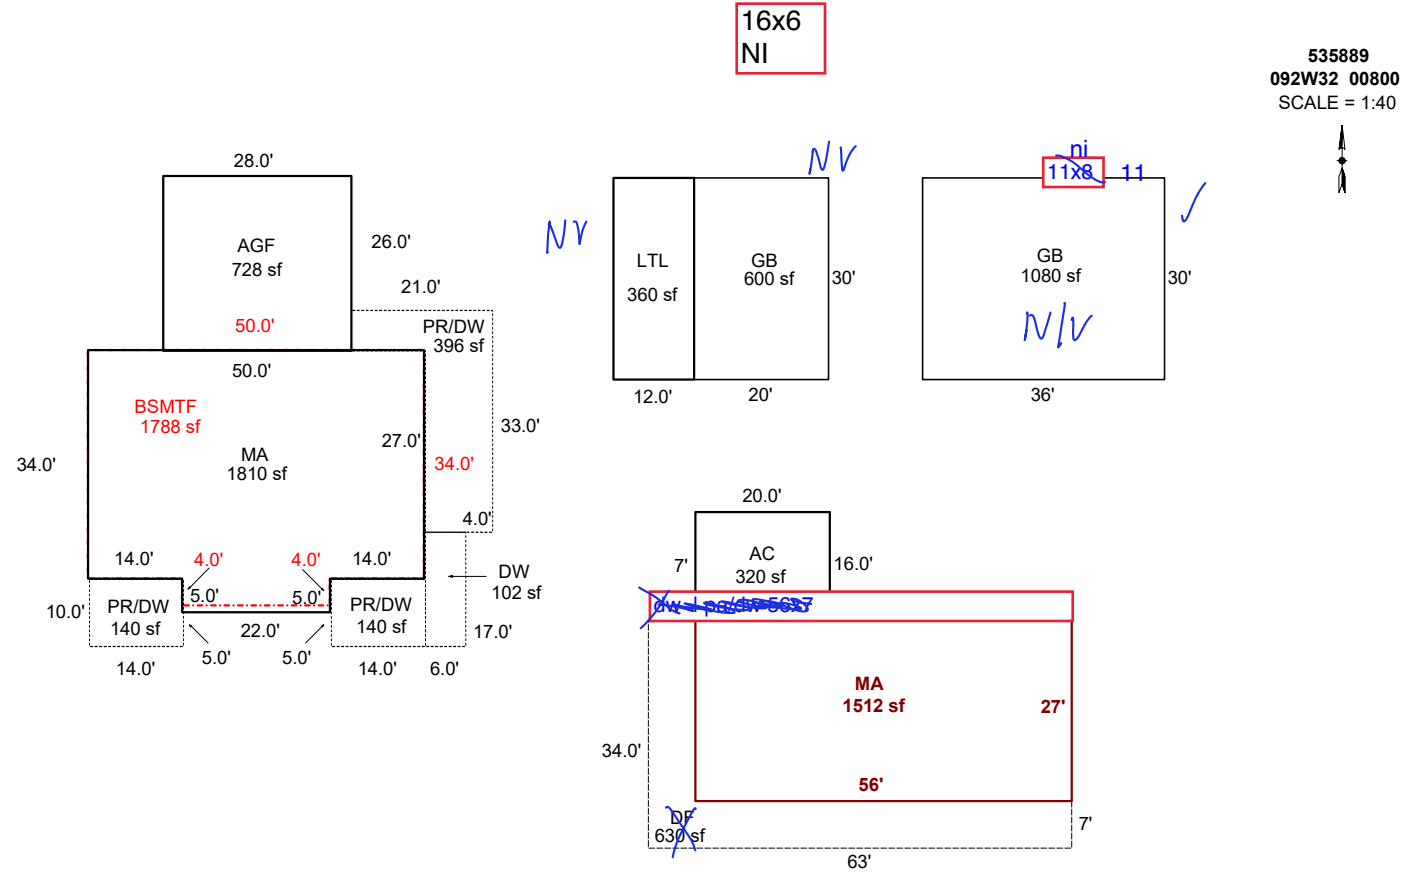 16x6
NI
535889
092W32 00800
SCALE = 1:40
28.0'
AGF
728 sf
26.0'
21.0'
50.0'
PR/DW
396 sf
50.0'
BSMTF
1788 sf
MA
1810 sf
34.0'
27.0'
34.0'
33.0'
4.0'
14.0'
4.0'
4.0'
14.0'
5.0'
5.0'
DW
102 sf
10.0'
PR/DW
140 sf
PR/DW
140 sf
22.0'
17.0'
5.0'
5.0'
14.0'
14.0'
6.0'
NV
NV
LTL
360 sf
GB
600 sf
30'
12.0'
20'
ni
11x8
11
GB
1080 sf
30'
N/V
36'
20.0'
7'
AC
320 sf
16.0'
MA
1512 sf
27'
34.0'
56'
DF
630 sf
7'
63'